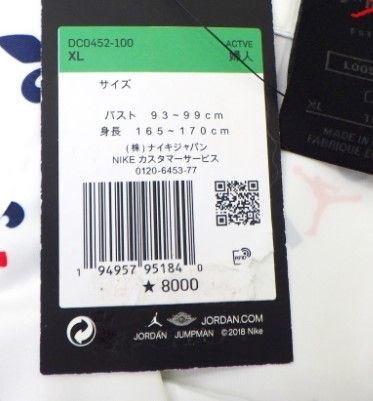 DC0452-100 ACTVE
XL 婦人
サイズ
バスト 93~99cm
身長 165~170cm
(株)ナイキジャパン
NIKE カスタマーサービス
0120-6453-77
1 94957 95184 0
★8000
JORDAN JUMPMAN
JORDAN.COM
©2018 Nike
LOOS
XL
MADE IN
FABRIQUÉ